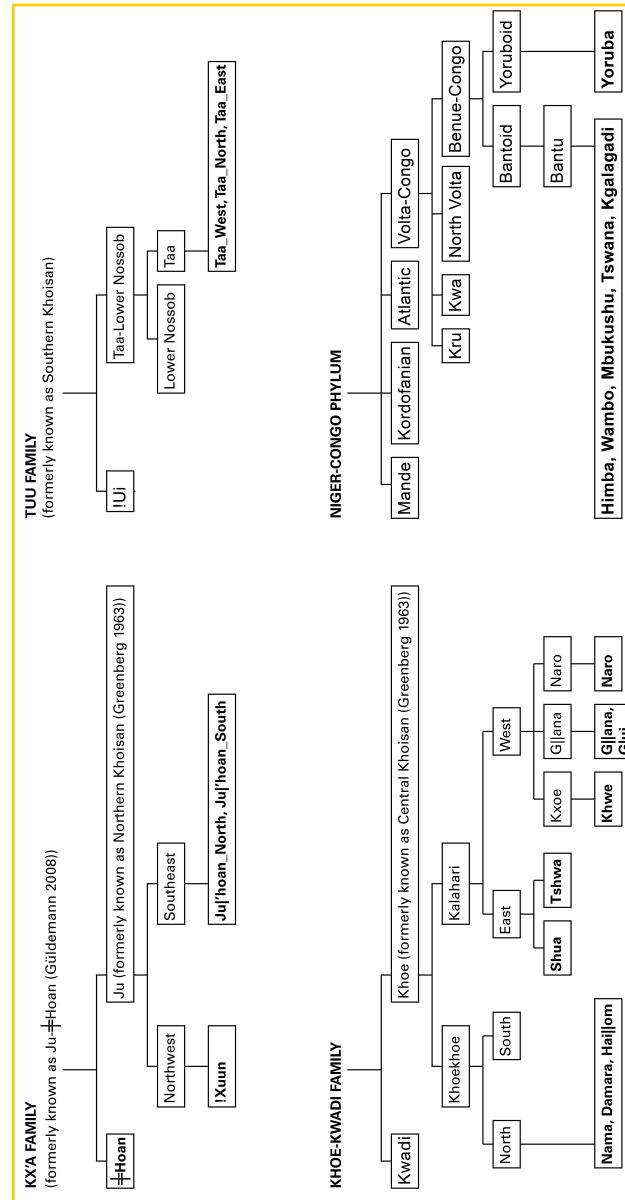 KX'A FAMILY
(formerly known as Ju-ǂHoan (Güldemann 2008))
ǂHoan
Ju (formerly known as Northern Khoisan (Greenberg 1963))
Northwest
Southeast
!Xuun
Ju|'hoan_North, Ju|'hoan_South
TUU FAMILY
(formerly known as Southern Khoisan)
!Ui
Taa-Lower Nossob
Lower Nossob
Taa
Taa_West, Taa_North, Taa_East
KHOE-KWADI FAMILY
Kwadi
Khoe (formerly known as Central Khoisan (Greenberg 1963))
Khoekhoe
Kalahari
North
South
East
West
Shua
Tshwa
Kxoe
G||ana
Naro
Nama, Damara, Hai||om
Khwe
G||ana,
G|ui
Naro
NIGER-CONGO PHYLUM
Mande
Kordofanian
Atlantic
Volta-Congo
Kru
Kwa
North Volta
Benue-Congo
Bantoid
Yoruboid
Bantu
Himba, Wambo, Mbukushu, Tswana, Kgalagadi
Yoruba